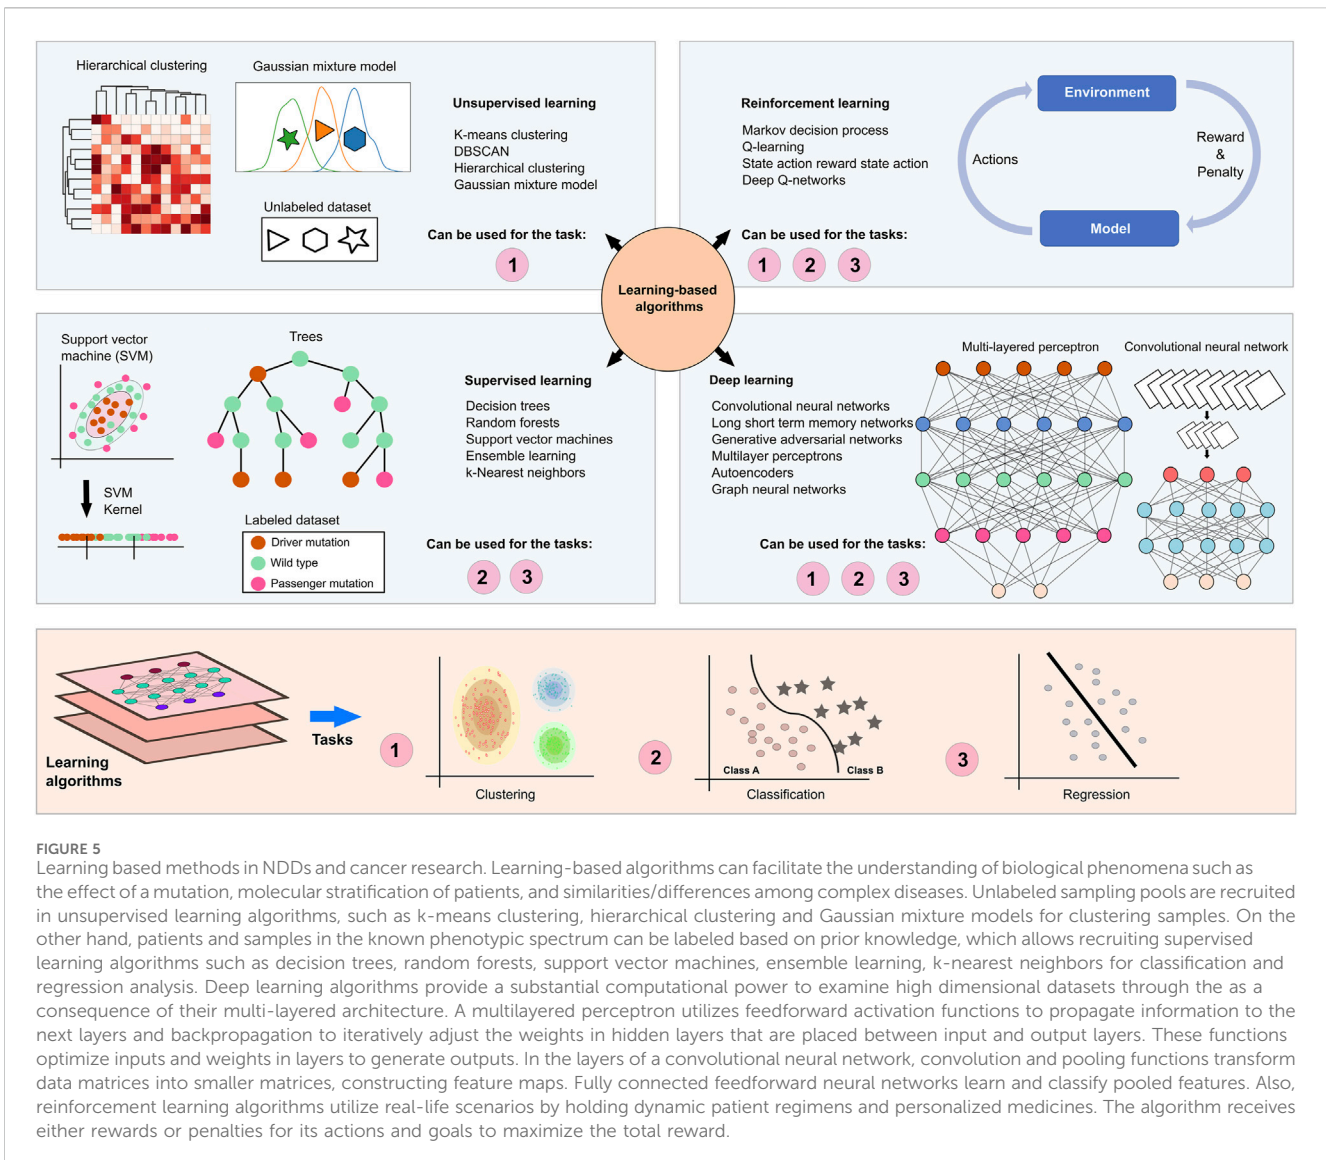 Hierarchical clustering
Gaussian mixture model
Unlabeled dataset
Unsupervised learning
K-means clustering
DBSCAN
Hierarchical clustering
Gaussian mixture model
Can be used for the task:
1
Reinforcement learning
Markov decision process
Q-learning
State action reward state action
Deep Q-networks
Can be used for the tasks:
1 2 3
Environment
Actions
Reward
&
Penalty
Model
Learning-based
algorithms
Support vector
machine (SVM)
SVM
Kernel
Trees
Labeled dataset
Driver mutation
Wild type
Passenger mutation
Supervised learning
Decision trees
Random forests
Support vector machines
Ensemble learning
k-Nearest neighbors
Can be used for the tasks:
2 3
Deep learning
Convolutional neural networks
Long short term memory networks
Generative adversarial networks
Multilayer perceptrons
Autoencoders
Graph neural networks
Can be used for the tasks:
1 2 3
Multi-layered perceptron
Convolutional neural network
Learning
algorithms
Tasks
1
Clustering
2
Class A
Class B
Classification
3
Regression
FIGURE 5
Learning based methods in NDDs and cancer research. Learning-based algorithms can facilitate the understanding of biological phenomena such as
the effect of a mutation, molecular stratification of patients, and similarities/differences among complex diseases. Unlabeled sampling pools are recruited
in unsupervised learning algorithms, such as k-means clustering, hierarchical clustering and Gaussian mixture models for clustering samples. On the
other hand, patients and samples in the known phenotypic spectrum can be labeled based on prior knowledge, which allows recruiting supervised
learning algorithms such as decision trees, random forests, support vector machines, ensemble learning, k-nearest neighbors for classification and
regression analysis. Deep learning algorithms provide a substantial computational power to examine high dimensional datasets through the as a
consequence of their multi-layered architecture. A multilayered perceptron utilizes feedforward activation functions to propagate information to the
next layers and backpropagation to iteratively adjust the weights in hidden layers that are placed between input and output layers. These functions
optimize inputs and weights in layers to generate outputs. In the layers of a convolutional neural network, convolution and pooling functions transform
data matrices into smaller matrices, constructing feature maps. Fully connected feedforward neural networks learn and classify pooled features. Also,
reinforcement learning algorithms utilize real-life scenarios by holding dynamic patient regimens and personalized medicines. The algorithm receives
either rewards or penalties for its actions and goals to maximize the total reward.